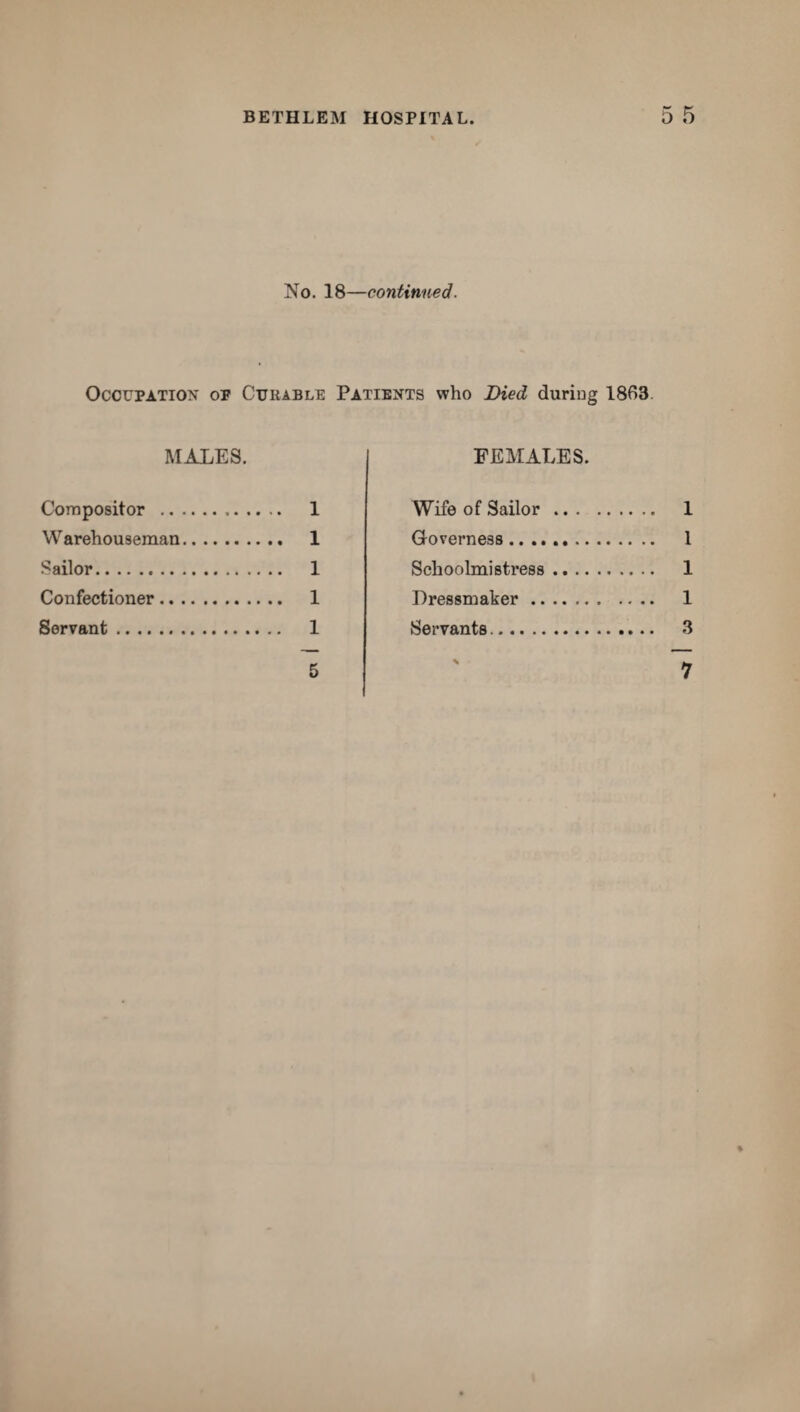 BETHLEM HOSPITAL. 55
No. 18—continued.
OCCUPATION OF CURABLE PATIENTS who Died during 1863.
MALES.
Compositor ............ 1
Warehouseman.......... 1
Sailor.................. 1
Confectioner............ 1
Servant ................ 1
5
FEMALES.
Wife of Sailor ... ....... 1
Governess .............. 1
Schoolmistress .......... 1
Dressmaker ....... .... 1
Servants.................. 3
7